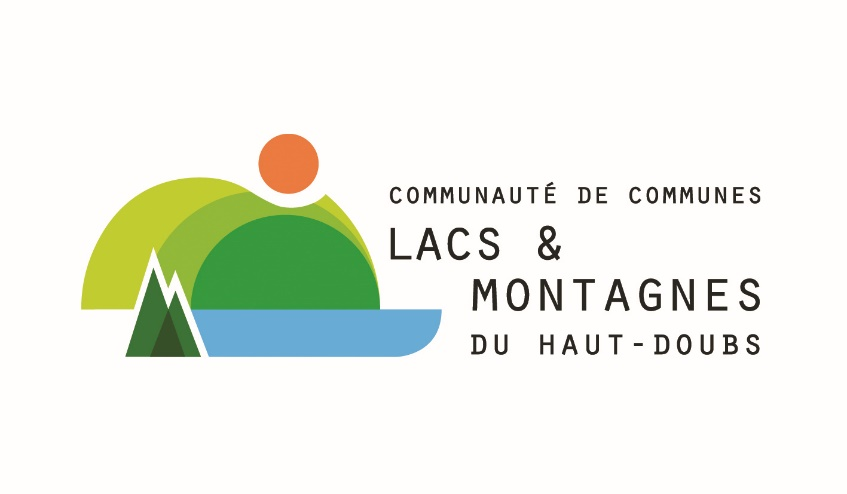 COMMUNAUTÉ DE COMMUNES
LACS &
MONTAGNES
DU HAUT-DOUBS